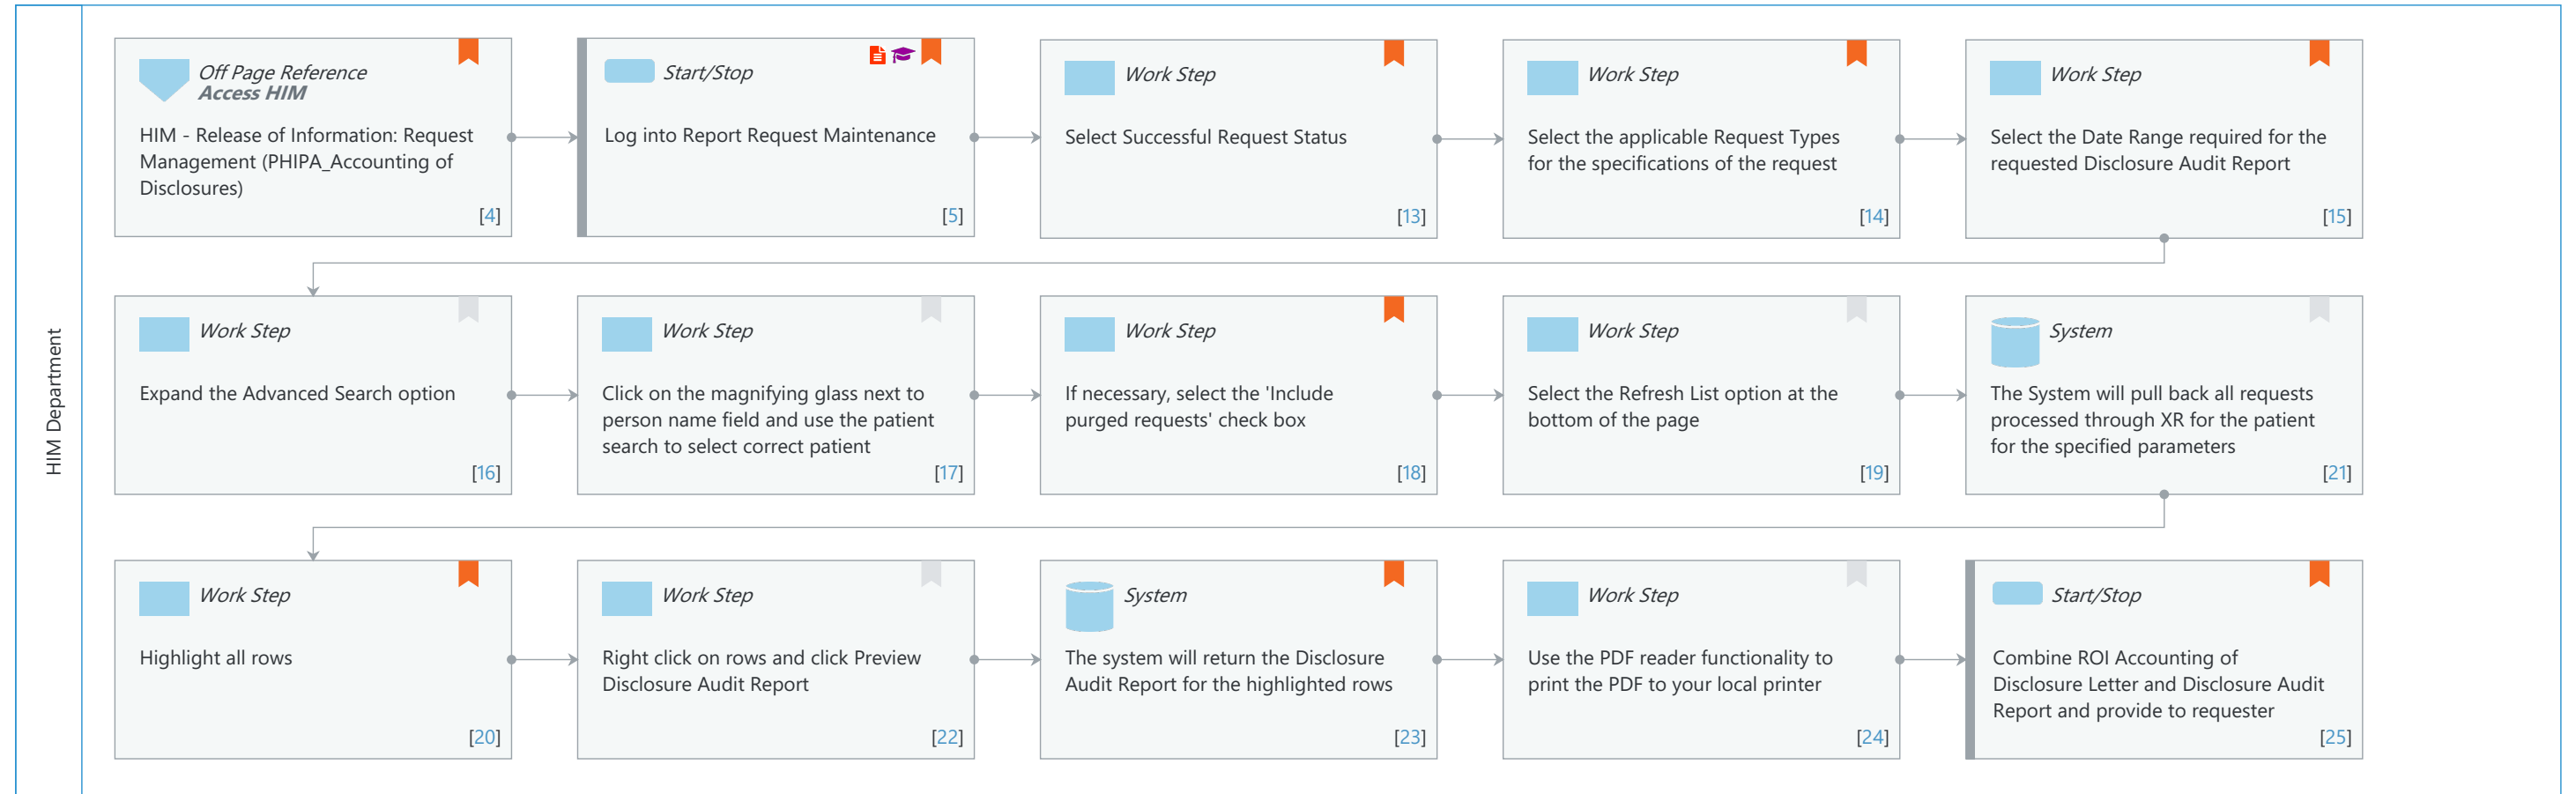 HIM Department
Off Page Reference
Access HIM
HIM - Release of Information: Request
Management (PHIPA_Accounting of
Disclosures)
[4]
Start/Stop
Log into Report Request Maintenance
[5]
Work Step
Select Successful Request Status
[13]
Work Step
Select the applicable Request Types
for the specifications of the request
[14]
Work Step
Select the Date Range required for the
requested Disclosure Audit Report
[15]
Work Step
Expand the Advanced Search option
[16]
Work Step
Click on the magnifying glass next to
person name field and use the patient
search to select correct patient
[17]
Work Step
If necessary, select the 'Include
purged requests' check box
[18]
Work Step
Select the Refresh List option at the
bottom of the page
[19]
System
The System will pull back all requests
processed through XR for the patient
for the specified parameters
[21]
Work Step
Highlight all rows
[20]
Work Step
Right click on rows and click Preview
Disclosure Audit Report
[22]
System
The system will return the Disclosure
Audit Report for the highlighted rows
[23]
Work Step
Use the PDF reader functionality to
print the PDF to your local printer
[24]
Start/Stop
Combine ROI Accounting of
Disclosure Letter and Disclosure Audit
Report and provide to requester
[25]